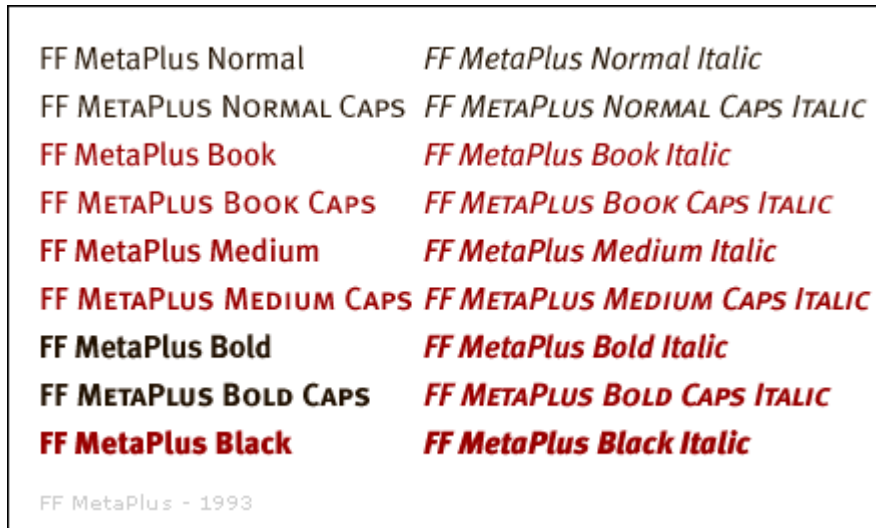 FF MetaPlus Normal FF MetaPlus Normal Italic
FF METAPLUS NORMAL CAPS FF METAPLUS NORMAL CAPS ITALIC
FF MetaPlus Book FF MetaPlus Book Italic
FF METAPLUS BOOK CAPS FF METAPLUS BOOK CAPS ITALIC
FF MetaPlus Medium FF MetaPlus Medium Italic
FF METAPLUS MEDIUM CAPS FF METAPLUS MEDIUM CAPS ITALIC
FF MetaPlus Bold FF MetaPlus Bold Italic
FF METAPLUS BOLD CAPS FF METAPLUS BOLD CAPS ITALIC
FF MetaPlus Black FF MetaPlus Black Italic
FF MetaPlus - 1993